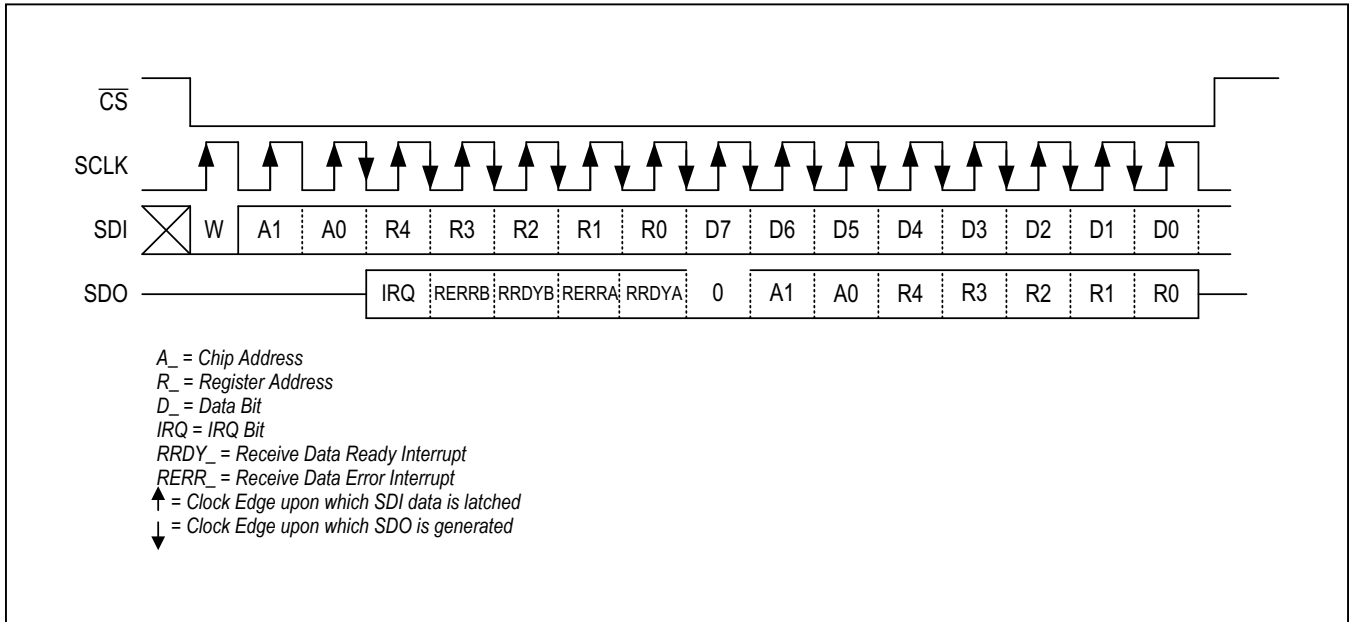 CS
SCLK
SDI W A1 A0 R4 R3 R2 R1 R0 D7 D6 D5 D4 D3 D2 D1 D0
SDO IRQ RERRB RRDYB RERRA RRDYA 0 A1 A0 R4 R3 R2 R1 R0
A_ = Chip Address
R_ = Register Address
D_ = Data Bit
IRQ = IRQ Bit
RRDY_ = Receive Data Ready Interrupt
RERR_ = Receive Data Error Interrupt
= Clock Edge upon which SDI data is latched
= Clock Edge upon which SDO is generated